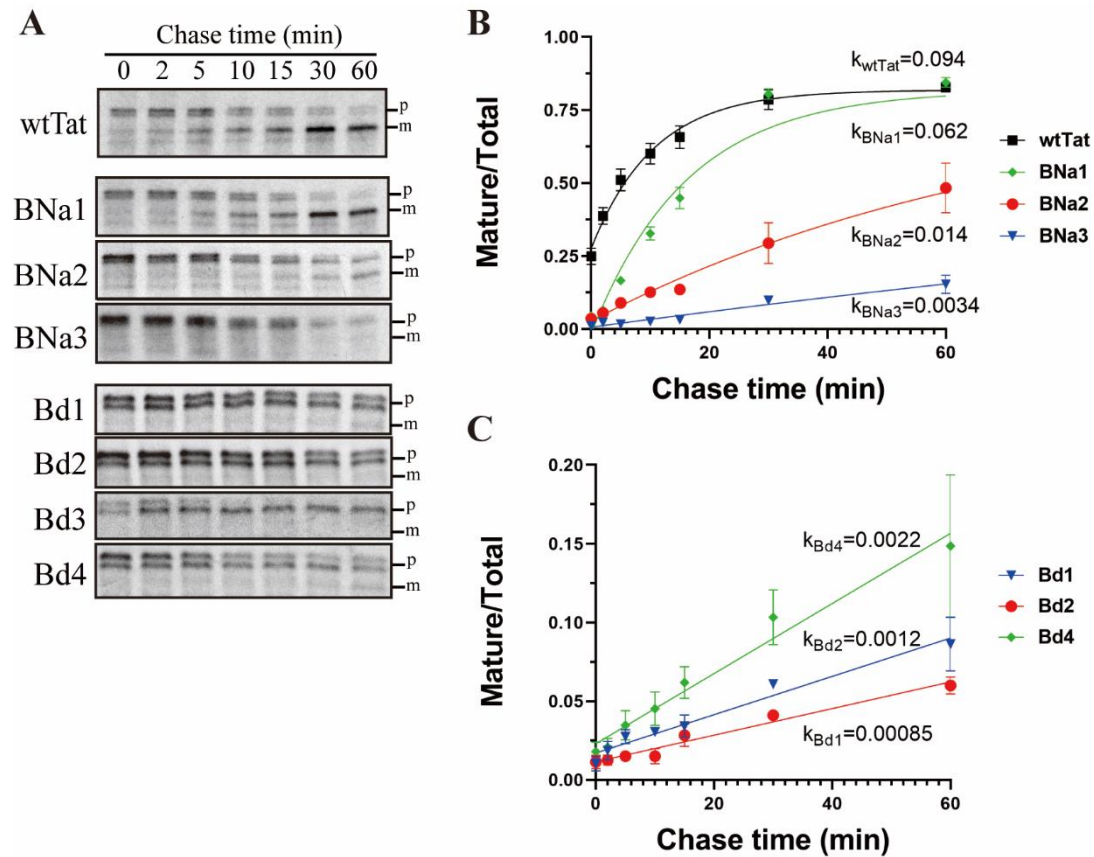 A
Chase time (min)
0 2 5 10 15 30 60
wtTat
p
m
BNa1
p
m
BNa2
p
m
BNa3
p
m
Bd1
p
m
Bd2
p
m
Bd3
p
m
Bd4
p
m
B
Mature/Total
1.00
0.75
0.50
0.25
0.00
kwtTat=0.094
kBNa1=0.062
kBNa2=0.014
kBNa3=0.0034
0 20 40 60
Chase time (min)
wtTat
BNa1
BNa2
BNa3
C
Mature/Total
0.20
0.15
0.10
0.05
0.00
kBd4=0.0022
kBd2=0.0012
kBd1=0.00085
0 20 40 60
Chase time (min)
Bd1
Bd2
Bd4